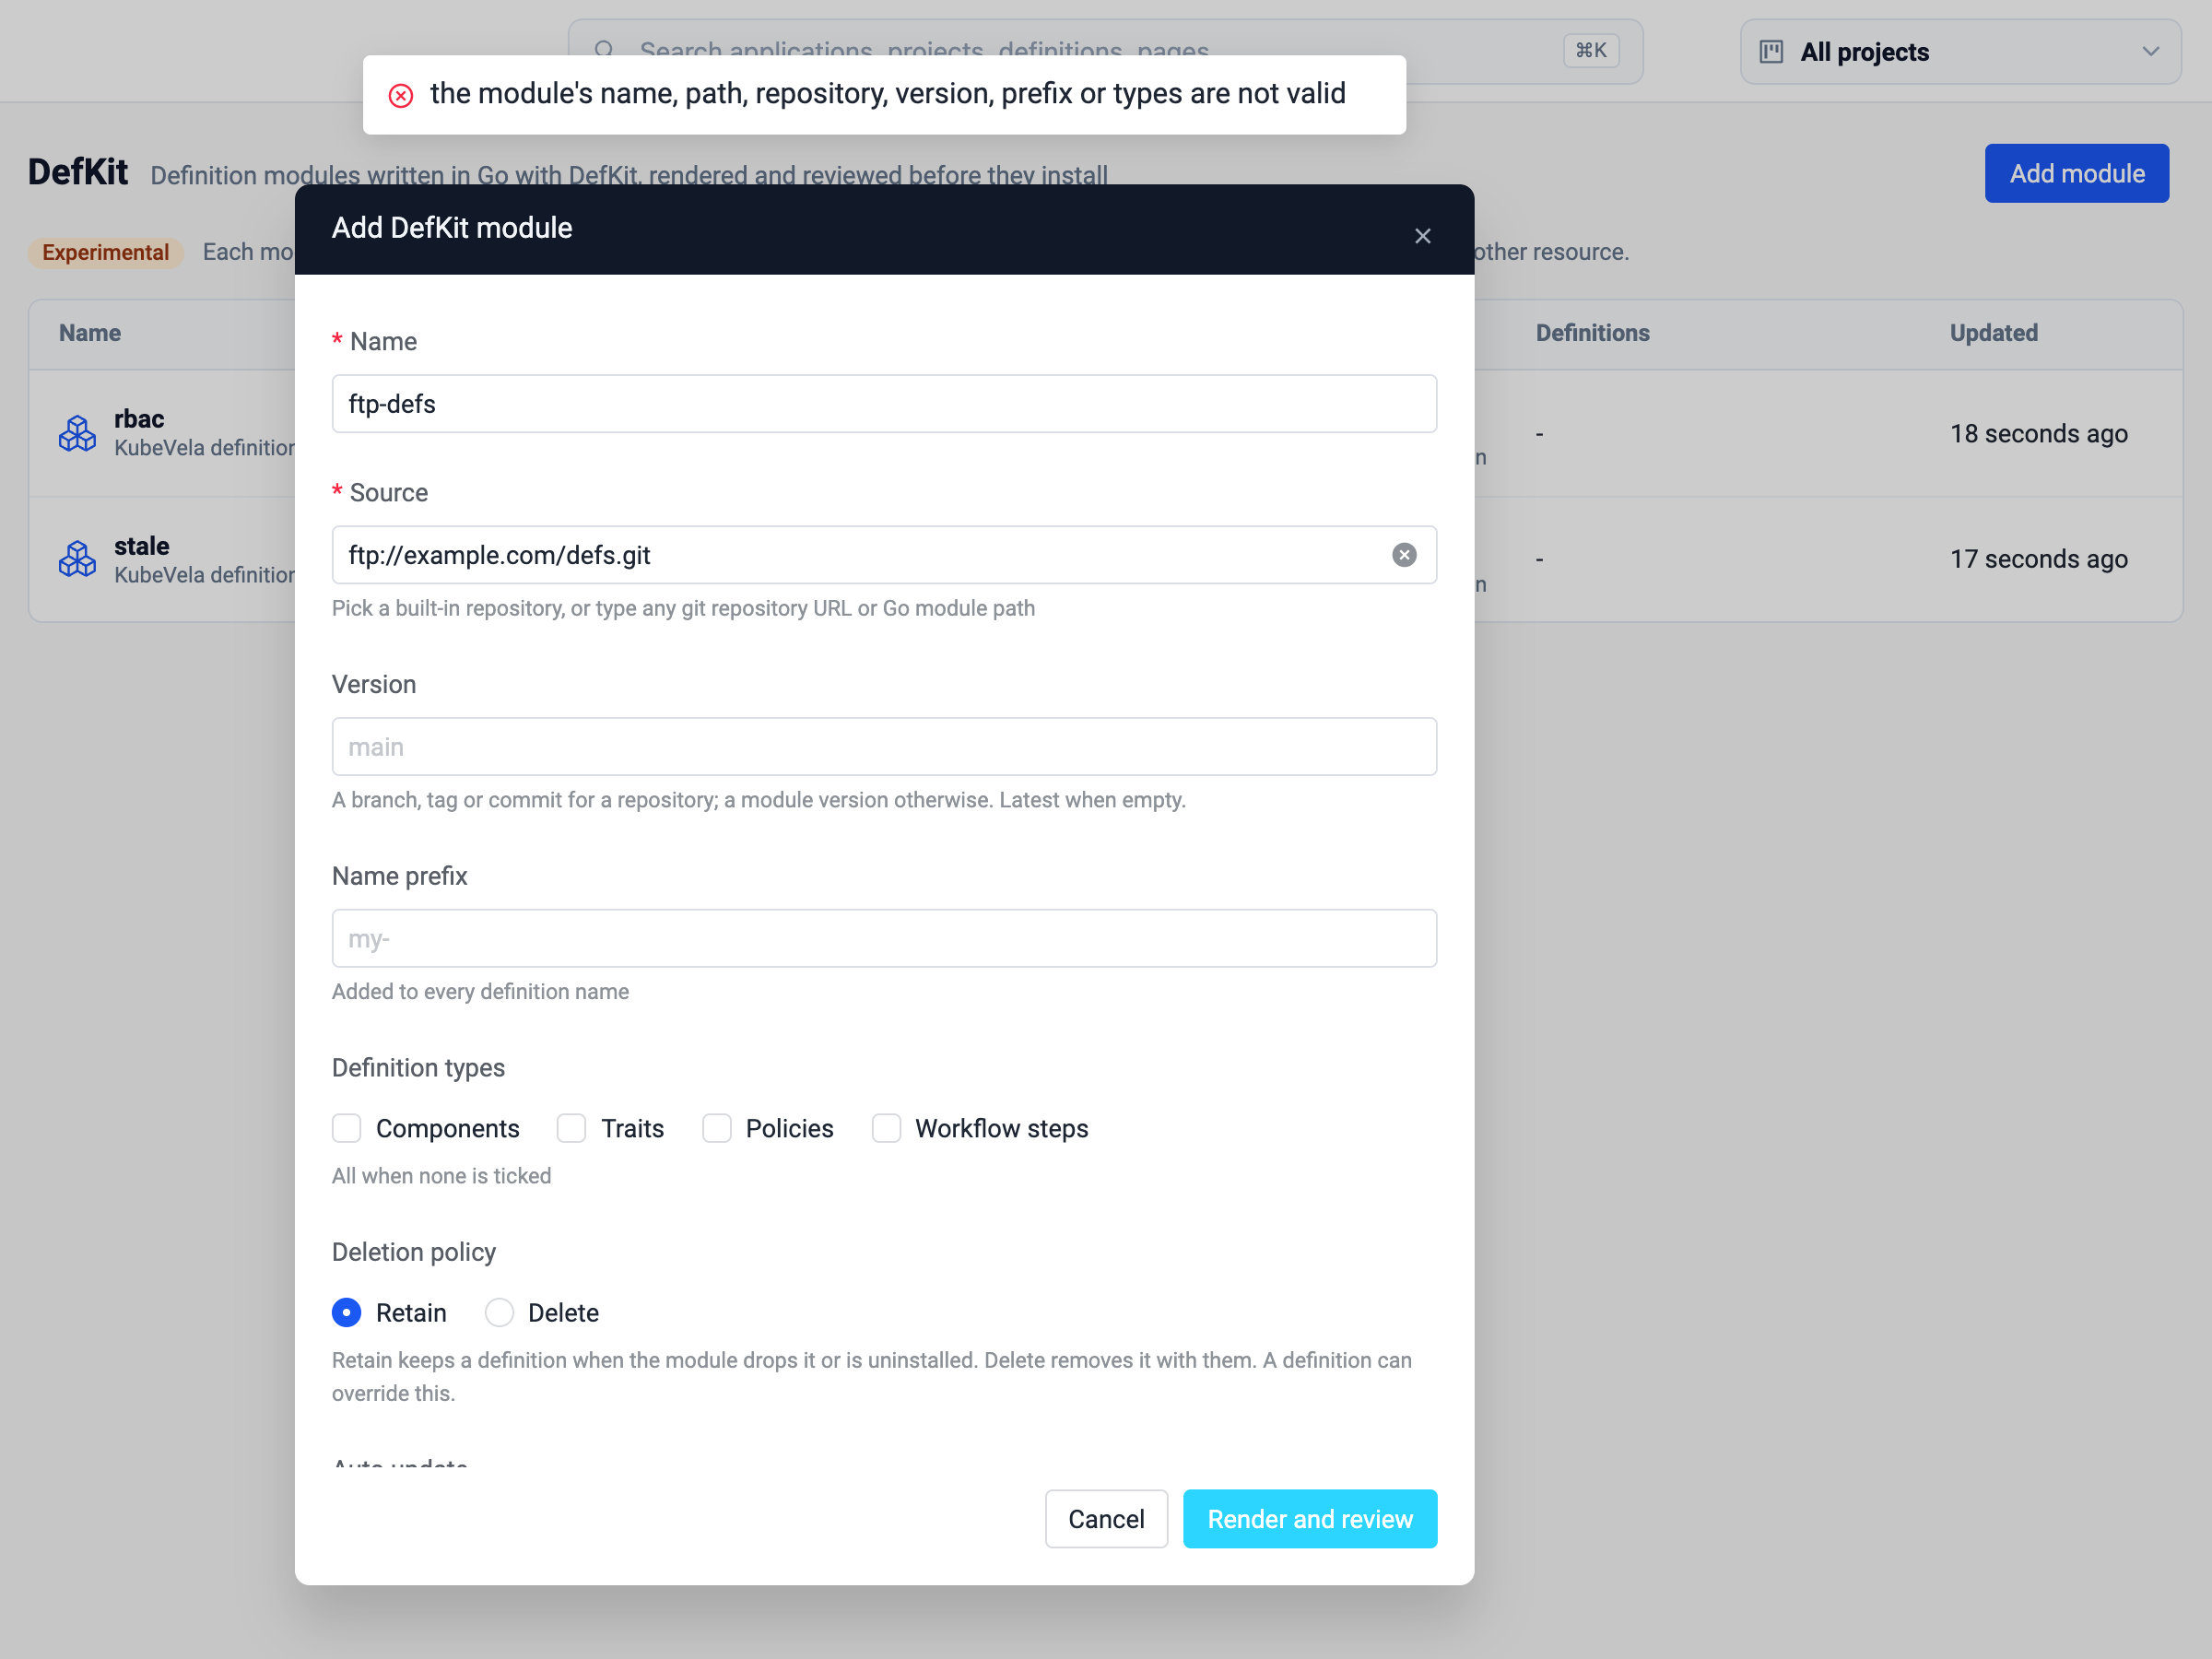 Search applications, projects, definitions, pages
⌘K
All projects
the module's name, path, repository, version, prefix or types are not valid
DefKit
Definition modules written in Go with DefKit, rendered and reviewed before they install
Add module
Add DefKit module
Experimental
Each mo
other resource.
Name
Definitions
Updated
rbac
KubeVela definition
n
-
18 seconds ago
stale
KubeVela definition
n
-
17 seconds ago
* Name
ftp-defs
* Source
ftp://example.com/defs.git
Pick a built-in repository, or type any git repository URL or Go module path
Version
main
A branch, tag or commit for a repository; a module version otherwise. Latest when empty.
Name prefix
my-
Added to every definition name
Definition types
Components
Traits
Policies
Workflow steps
All when none is ticked
Deletion policy
Retain
Delete
Retain keeps a definition when the module drops it or is uninstalled. Delete removes it with them. A definition can
override this.
Auto update
Cancel
Render and review